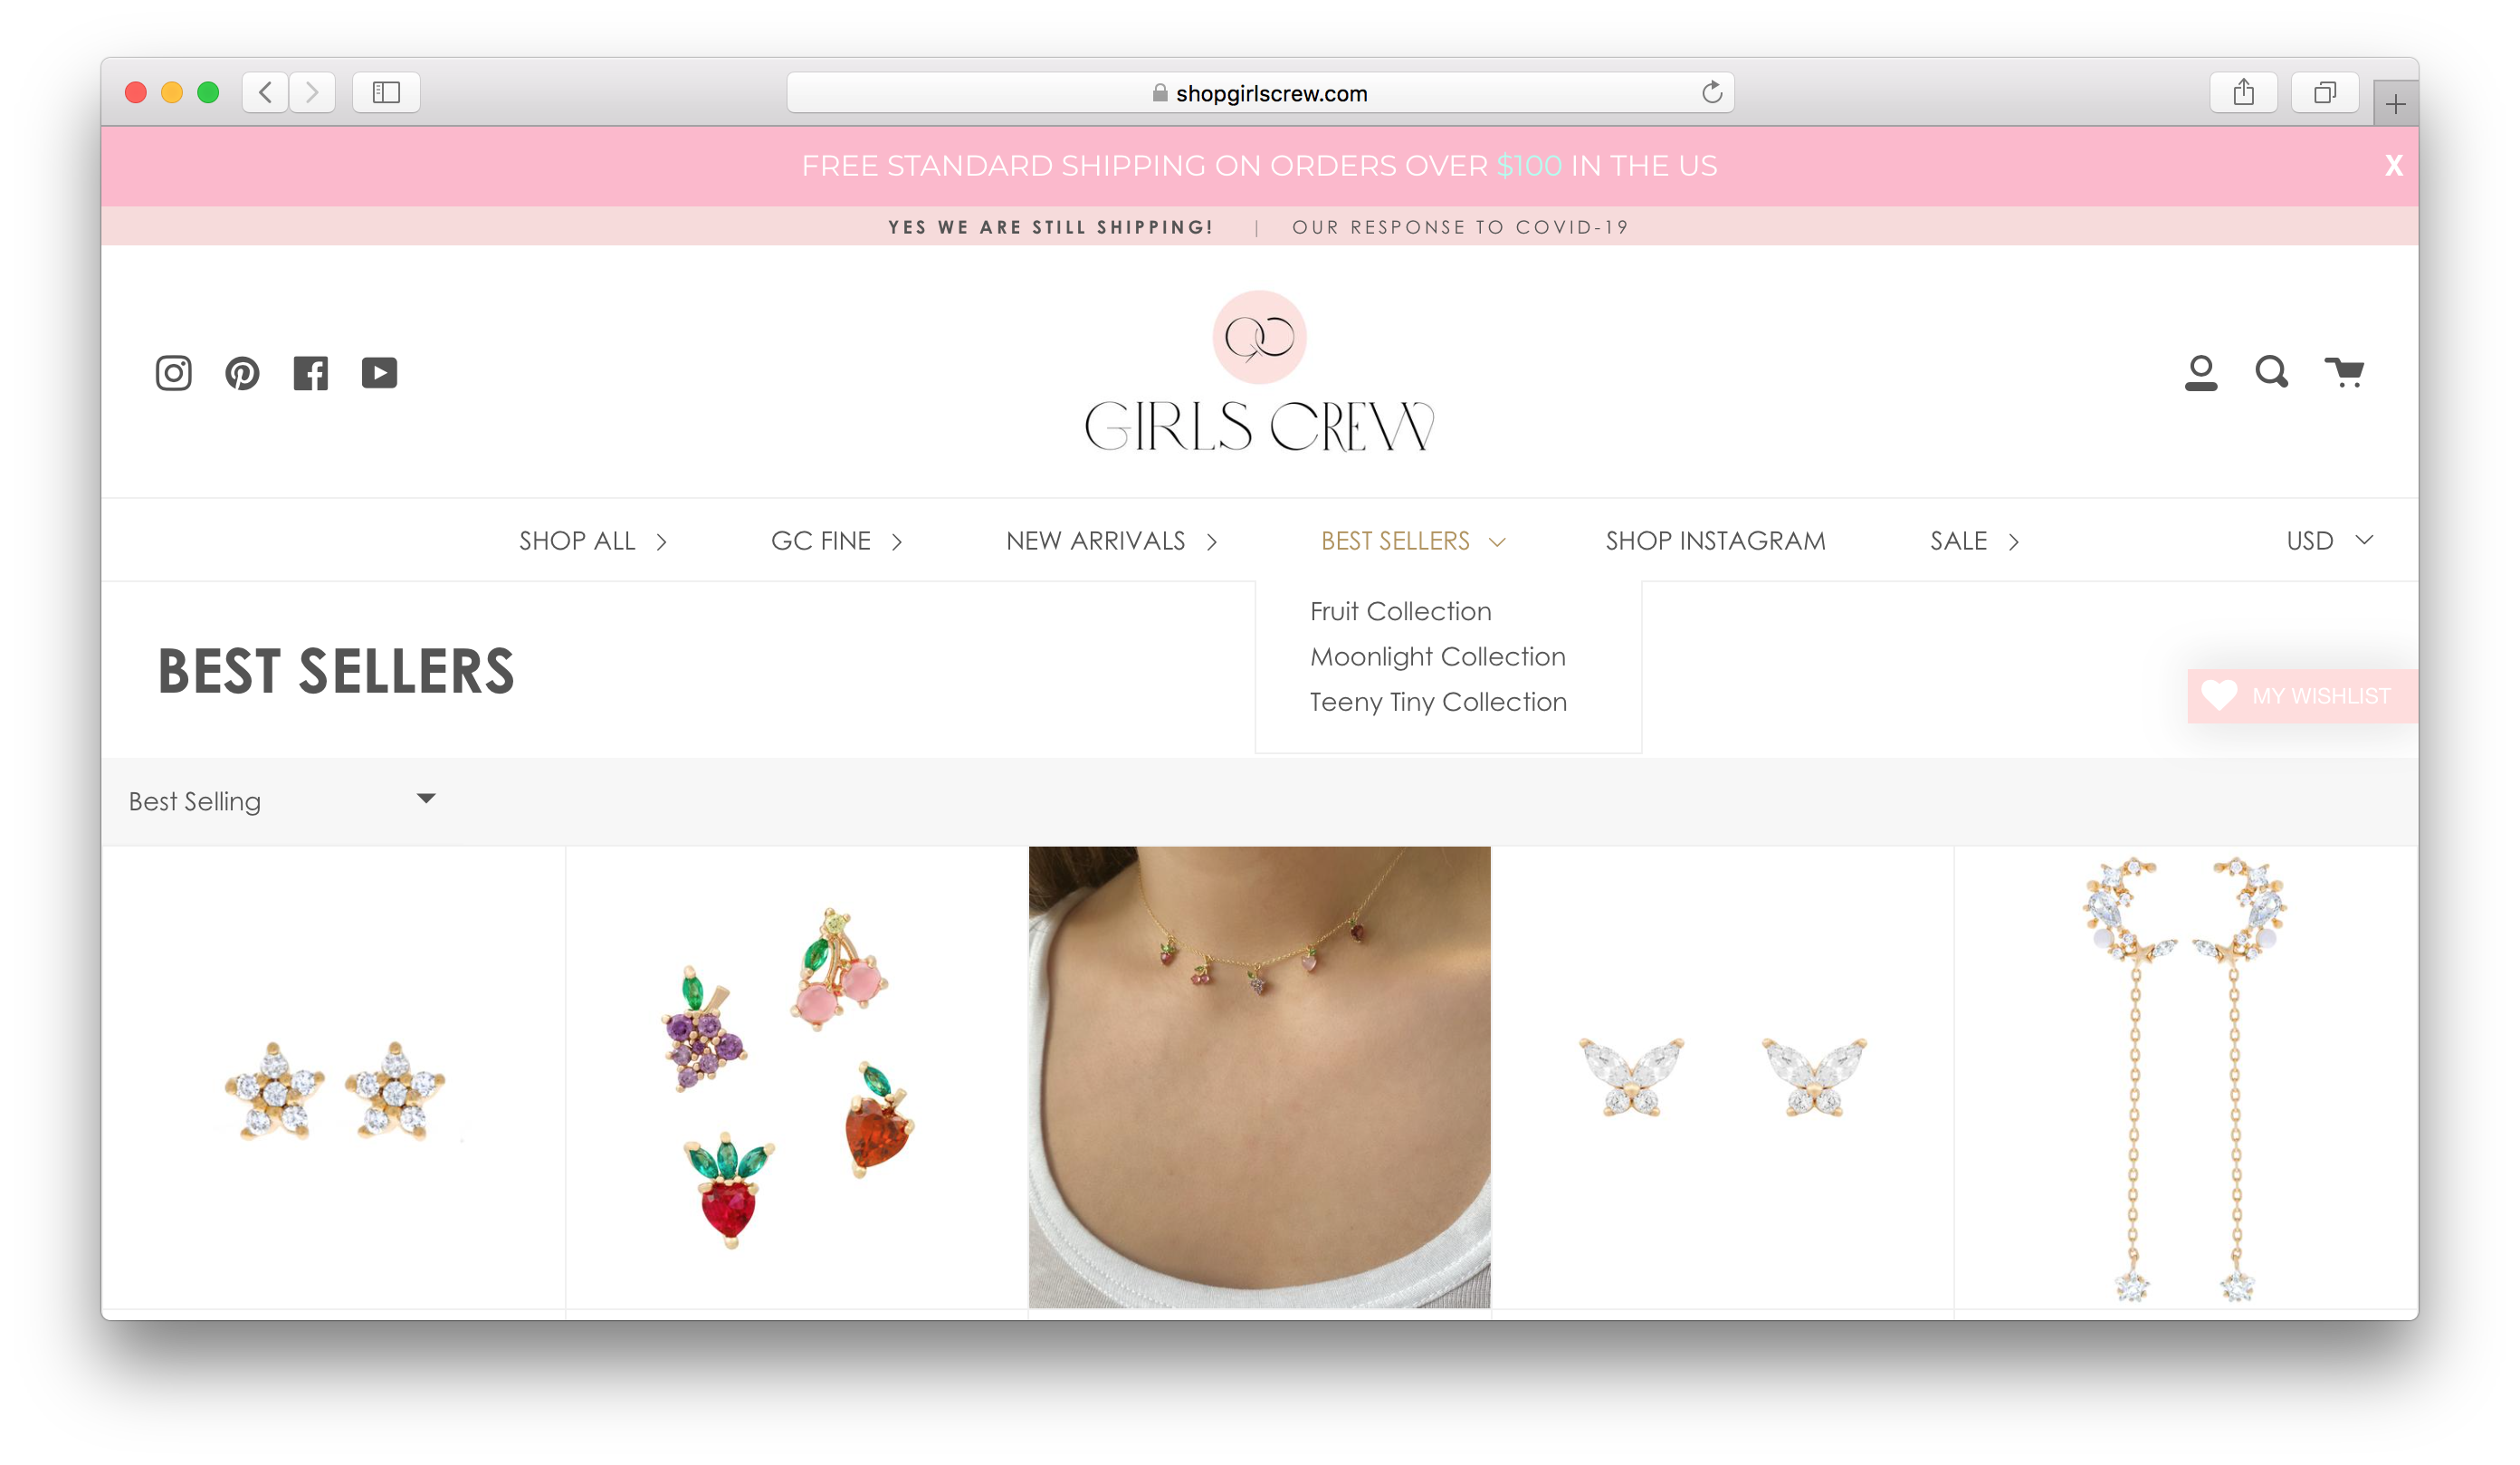 shopgirlscrew.com
FREE STANDARD SHIPPING ON ORDERS OVER $100 IN THE US X
YES WE ARE STILL SHIPPING! | OUR RESPONSE TO COVID-19
GC
GIRLS CREW
SHOP ALL GC FINE NEW ARRIVALS BEST SELLERS SHOP INSTAGRAM SALE USD
Fruit Collection
Moonlight Collection
Teeny Tiny Collection
BEST SELLERS
MY WISHLIST
Best Selling